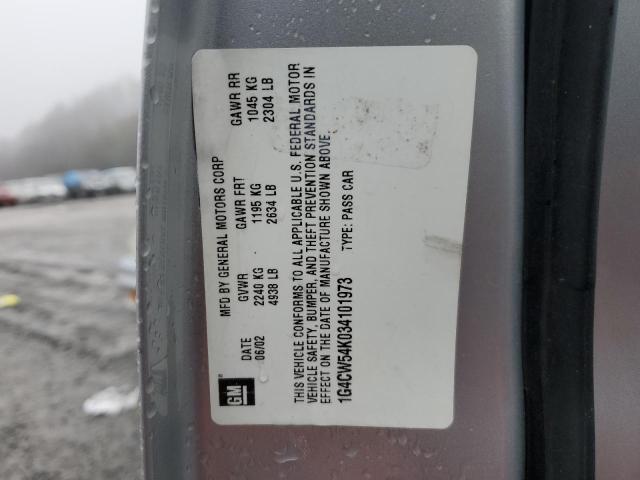 MFD BY GENERAL MOTORS CORP
DATE GVWR GAWR FRT GAWR RR
06/02 2240 KG 1195 KG 1045 KG
4938 LB 2634 LB 2304 LB
THIS VEHICLE CONFORMS TO ALL APPLICABLE U.S. FEDERAL MOTOR
VEHICLE SAFETY, BUMPER, AND THEFT PREVENTION STANDARDS IN
EFFECT ON THE DATE OF MANUFACTURE SHOWN ABOVE.
1G4CW54K034101973 TYPE: PASS CAR
GM